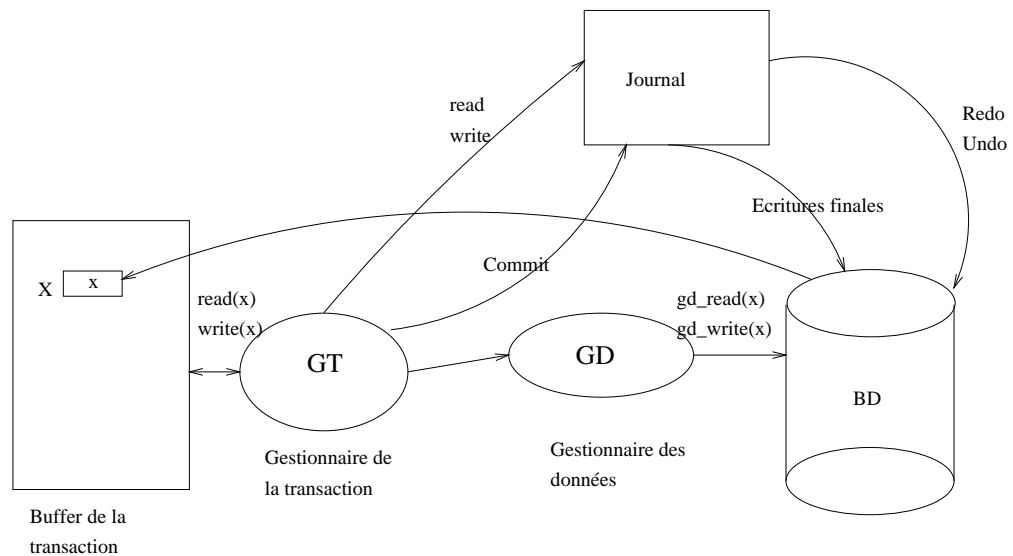 Journal
read
write
Redo
Undo
Ecritures finales
Commit
X
x
read(x)
write(x)
gd_read(x)
gd_write(x)
GT
GD
BD
Gestionnaire de
la transaction
Gestionnaire des
données
Buffer de la
transaction